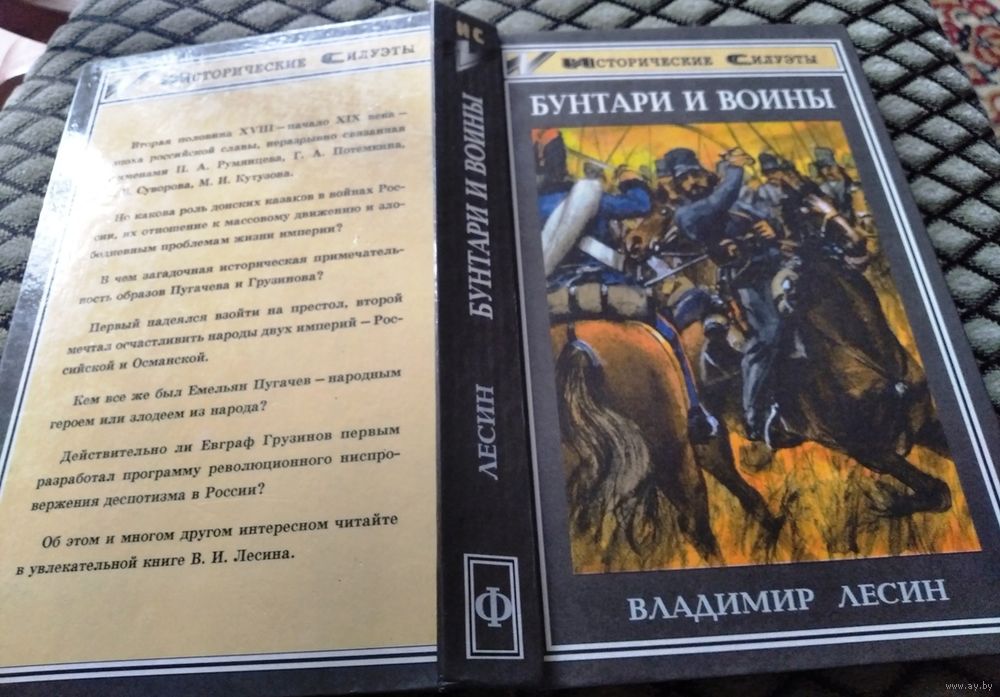 Исторические Силуэты
Вторая половина XVIII — начало XIX века —
эпоха российской славы, неразрывно связанная
именами П. А. Румянцева, Г. А. Потемкина,
Суворова, М. И. Кутузова.
Но какова роль донских казаков в войнах Рос-
сии, их отношение к массовому движению и зло-
бодневным проблемам жизни империи?
В чем загадочная историческая примечатель-
ность образов Пугачева и Грузинова?
Первый надеялся взойти на престол, второй
мечтал осчастливить народы двух империй — Рос-
сийской и Османской.
Кем все же был Емельян Пугачев — народным
героем или злодеем из народа?
Действительно ли Евграф Грузинов первым
разработал программу революционного ниспро-
вержения деспотизма в России?
Об этом и многом другом интересном читайте
в увлекательной книге В. И. Лесина.
ИС
БУНТАРИ И ВОИНЫ
ЛЕСИН
Ф
Исторические Силуэты
БУНТАРИ И ВОИНЫ
ВЛАДИМИР ЛЕСИН
www.ay.by